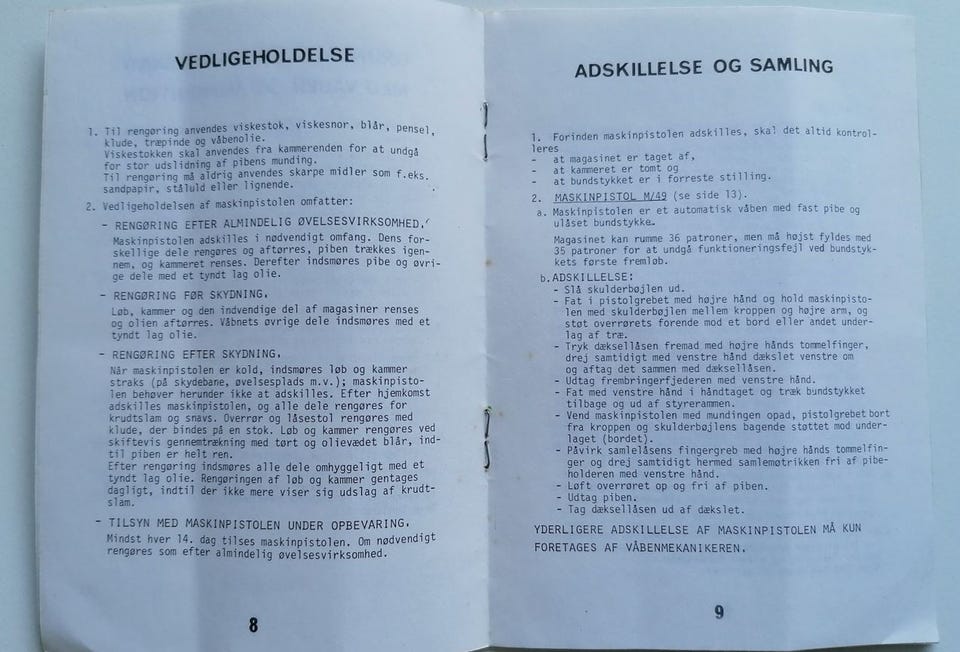 VEDLIGEHOLDELSE
1. Til rengøring anvendes viskestok, viskesnor, blår, pensel,
klude, træpinde og våbenolie.
Viskestokken skal anvendes fra kammerenden for at undgå
for stor udslidning af pibens munding.
Til rengøring må aldrig anvendes skarpe midler som f.eks.
sandpapir, ståluld eller lignende.
2. Vedligeholdelsen af maskinpistolen omfatter:
- RENGØRING EFTER ALMINDELIG ØVELSESVIRKSOMHED.
Maskinpistolen adskilles i nødvendigt omfang. Dens for-
skellige dele rengøres og aftørres, piben trækkes igen-
nem, og kammeret renses. Derefter indsmøres pibe og øvri-
ge dele med et tyndt lag olie.
- RENGØRING FØR SKYDNING.
Løb, kammer og den indvendige del af magasiner renses
og olien aftørres. Våbnets øvrige dele indsmøres med et
tyndt lag olie.
- RENGØRING EFTER SKYDNING.
Når maskinpistolen er kold, indsmøres løb og kammer
straks (på skydebane, øvelsesplads m.v.); maskinpisto-
len behøver herunder ikke at adskilles. Efter hjemkomst
adskilles maskinpistolen, og alle dele rengøres for
krudtslam og snavs. Overrør og låsestol rengøres med
klude, der bindes på en stok. Løb og kammer rengøres ved
skiftevis gennemtrækning med tørt og olievædet blår, ind-
til piben er helt ren.
Efter rengøring indsmøres alle dele omhyggeligt med et
tyndt lag olie. Rengøringen af løb og kammer gentages
dagligt, indtil der ikke mere viser sig udslag af krudt-
slam.
- TILSYN MED MASKINPISTOLEN UNDER OPBEVARING.
Mindst hver 14. dag tilses maskinpistolen. Om nødvendigt
rengøres som efter almindelig øvelsesvirksomhed.
8
ADSKILLELSE OG SAMLING
1. Forinden maskinpistolen adskilles, skal det altid kontrol-
leres
- at magasinet er taget af,
- at kammeret er tomt og
- at bundstykket er i forreste stilling.
2. MASKINPISTOL M/49 (se side 13).
a. Maskinpistolen er et automatisk våben med fast pibe og
ulåset bundstykke.
Magasinet kan rumme 36 patroner, men må højst fyldes med
35 patroner for at undgå funktioneringsfejl ved bundstyk-
kets første fremløb.
b. ADSKILLELSE:
- Slå skulderbøjlen ud.
- Fat i pistolgrebet med højre hånd og hold maskinpisto-
len med skulderbøjlen mellem kroppen og højre arm, og
støt overrørets forende mod et bord eller andet under-
lag af træ.
- Tryk dæksellåsen fremad med højre hånds tommelfinger,
drej samtidigt med venstre hånd dækslet venstre om
og aftag det sammen med dæksellåsen.
- Udtag frembringerfjederen med venstre hånd.
- Fat med venstre hånd i håndtaget og træk bundstykket
tilbage og ud af styrerammen.
- Vend maskinpistolen med mundingen opad, pistolgrebet bort
fra kroppen og skulderbøjlens bagende støttet mod under-
laget (bordet).
- Påvirk samlelåsens fingergreb med højre hånds tommelfin-
ger og drej samtidigt hermed samlemøtrikken fri af pibe-
holderen med venstre hånd.
- Løft overrøret op og fri af piben.
- Udtag piben.
- Tag dæksellåsen ud af dækslet.
YDERLIGERE ADSKILLELSE AF MASKINPISTOLEN MÅ KUN
FORETAGES AF VÅBENMEKANIKEREN.
9